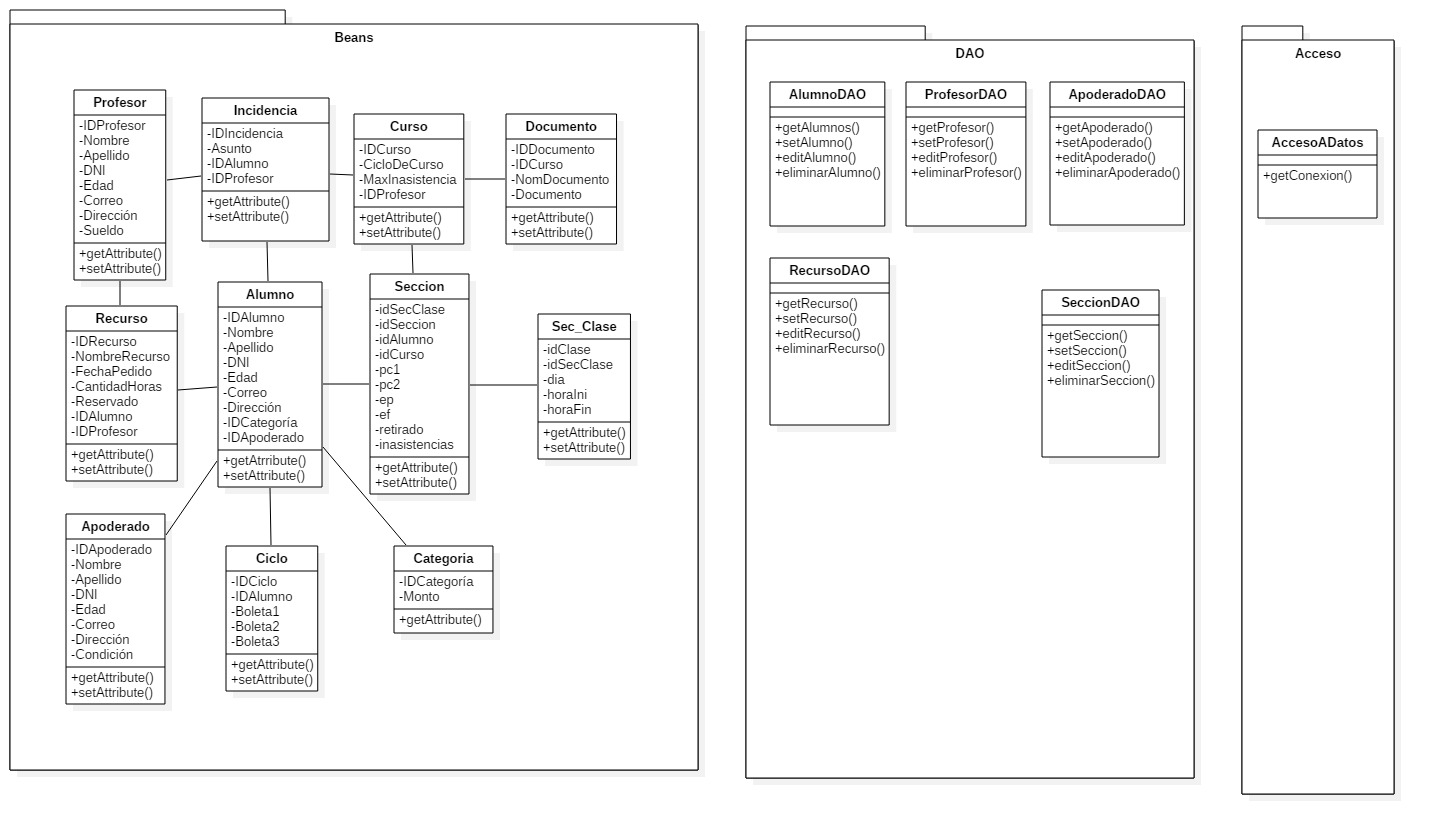 Beans
Profesor
-IDProfesor
-Nombre
-Apellido
-DNI
-Edad
-Correo
-Dirección
-Sueldo
+getAttribute()
+setAttribute()
Incidencia
-IDIncidencia
-Asunto
-IDAlumno
-IDProfesor
+getAttribute()
+setAttribute()
Curso
-IDCurso
-CicloDeCurso
-MaxInasistencia
-IDProfesor
+getAttribute()
+setAttribute()
Documento
-IDDocumento
-IDCurso
-NomDocumento
-Documento
+getAttribute()
+setAttribute()
Recurso
-IDRecurso
-NombreRecurso
-FechaPedido
-CantidadHoras
-Reservado
-IDAlumno
-IDProfesor
+getAttribute()
+setAttribute()
Alumno
-IDAlumno
-Nombre
-Apellido
-DNI
-Edad
-Correo
-Dirección
-IDCategoría
-IDApoderado
+getAtrribute()
+setAttribute()
Seccion
-idSecClase
-idSeccion
-idAlumno
-idCurso
-pc1
-pc2
-ep
-ef
-retirado
-inasistencias
+getAttribute()
+setAttribute()
Sec_Clase
-idClase
-idSecClase
-dia
-horaIni
-horaFin
+getAttribute()
+setAttribute()
Apoderado
-IDApoderado
-Nombre
-Apellido
-DNI
-Edad
-Correo
-Dirección
-Condición
+getAttribute()
+setAttribute()
Ciclo
-IDCiclo
-IDAlumno
-Boleta1
-Boleta2
-Boleta3
+getAttribute()
+setAttribute()
Categoria
-IDCategoría
-Monto
+getAttribute()
DAO
AlumnoDAO
+getAlumnos()
+setAlumno()
+editAlumno()
+eliminarAlumno()
ProfesorDAO
+getProfesor()
+setProfesor()
+editProfesor()
+eliminarProfesor()
ApoderadoDAO
+getApoderado()
+setApoderado()
+editApoderado()
+eliminarApoderado()
RecursoDAO
+getRecurso()
+setRecurso()
+editRecurso()
+eliminarRecurso()
SeccionDAO
+getSeccion()
+setSeccion()
+editSeccion()
+eliminarSeccion()
Acceso
AccesoADatos
+getConexion()